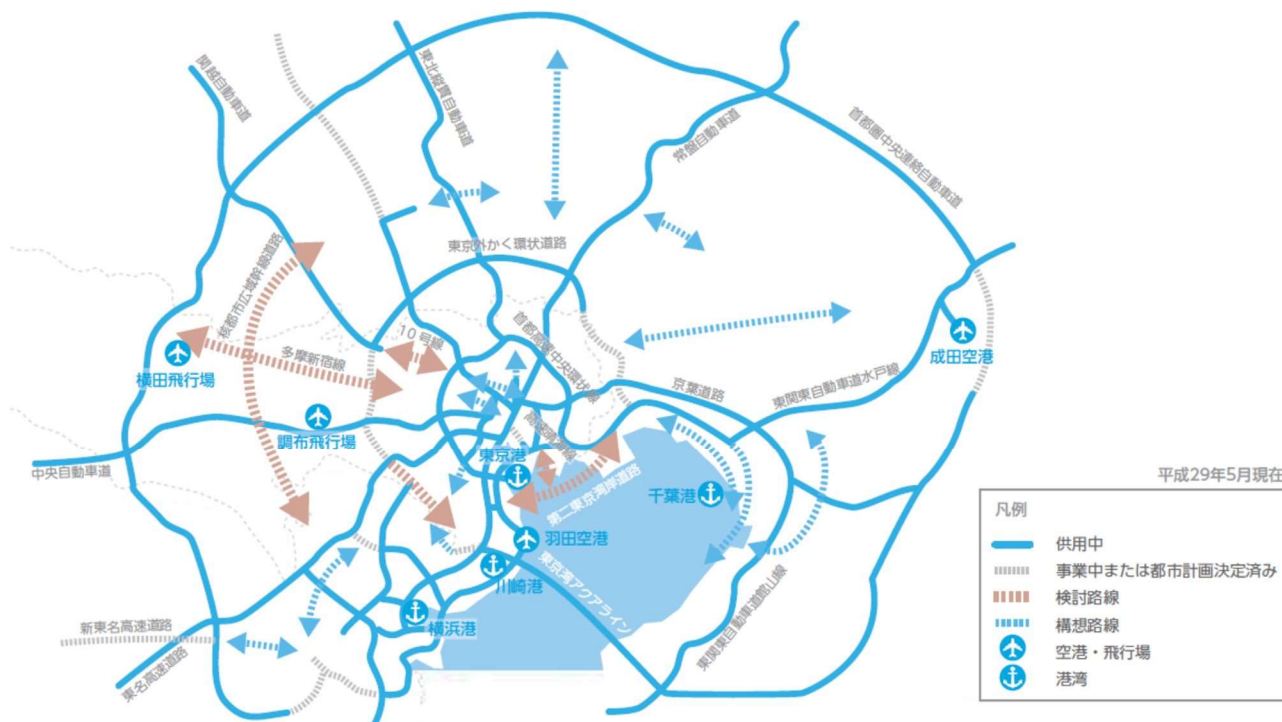 関越自動車道
東北縦貫自動車道
常盤自動車道
首都圏中央連絡自動車道
東京外かく環状道路
核都市広域幹線道路
10号線
首都高速中央環状線
成田空港
多摩新宿線
横田飛行場
京葉道路
東関東自動車道水戸線
調布飛行場
高速晴海線
中央自動車道
東京港
千葉港
第二東京湾岸道路
羽田空港
川崎港
東京湾アクアライン
横浜港
東関東自動車道館山線
新東名高速道路
東名高速道路
平成29年5月現在
凡例
供用中
事業中または都市計画決定済み
検討路線
構想路線
空港・飛行場
港湾